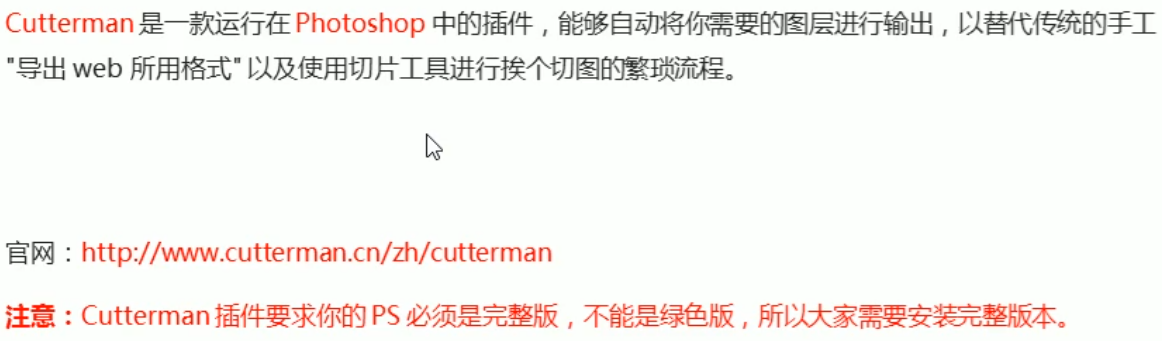 Cutterman 是一款运行在 Photoshop 中的插件，能够自动将你需要的图层进行输出，以替代传统的手工
"导出 web 所用格式" 以及使用切片工具进行挨个切图的繁琐流程。
官网：http://www.cutterman.cn/zh/cutterman
注意：Cutterman 插件要求你的 PS 必须是完整版，不能是绿色版，所以大家需要安装完整版本。